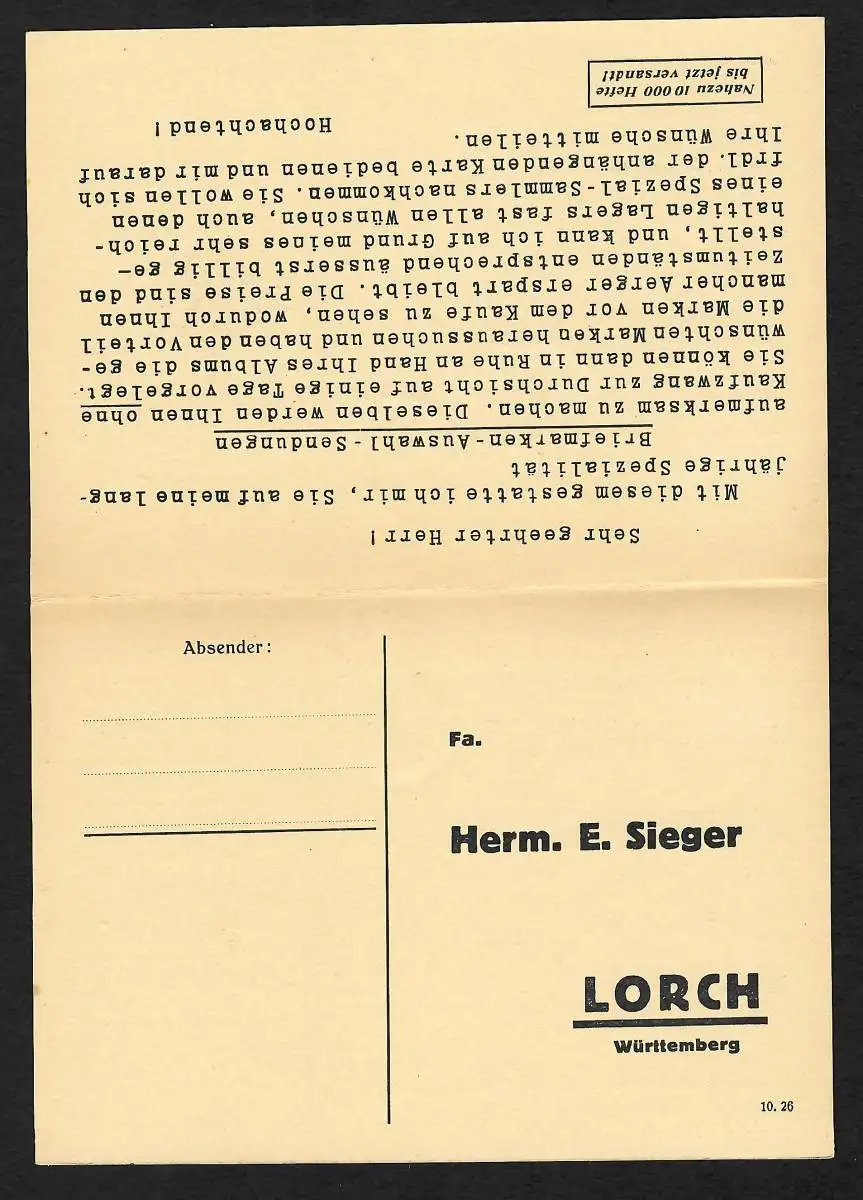 Sehr geehrter Herr!
Mit diesem gestatte ich mir, Sie auf meine lang-
jährige Spezialität
Briefmarken-Auswahl-Sendungen
aufmerksam zu machen. Dieselben werden Ihnen ohne
Kaufzwang zur Durchsicht auf einige Tage vorgelegt.
Sie können dann in Ruhe an Hand Ihres Albums die ge-
wünschten Marken heraussuchen und haben den Vorteil
die Marken vor dem Kaufe zu sehen, wodurch Ihnen
mancher Aerger erspart bleibt. Die Preise sind den
Zeitumständen entsprechend äusserst billig ge-
stellt, und kann ich auf Grund meines sehr reich-
haltigen Lagers fast allen Wünschen, auch denen
eines Spezial-Sammlers nachkommen. Sie wollen sich
frdl. der anhängenden Karte bedienen und mir darauf
Ihre Wünsche mitteilen.
Hochachtend!
Nahezu 10 000 Hefte
bis jetzt versandt!
Absender:
Fa.
Herm. E. Sieger
LORCH
Württemberg
10. 26